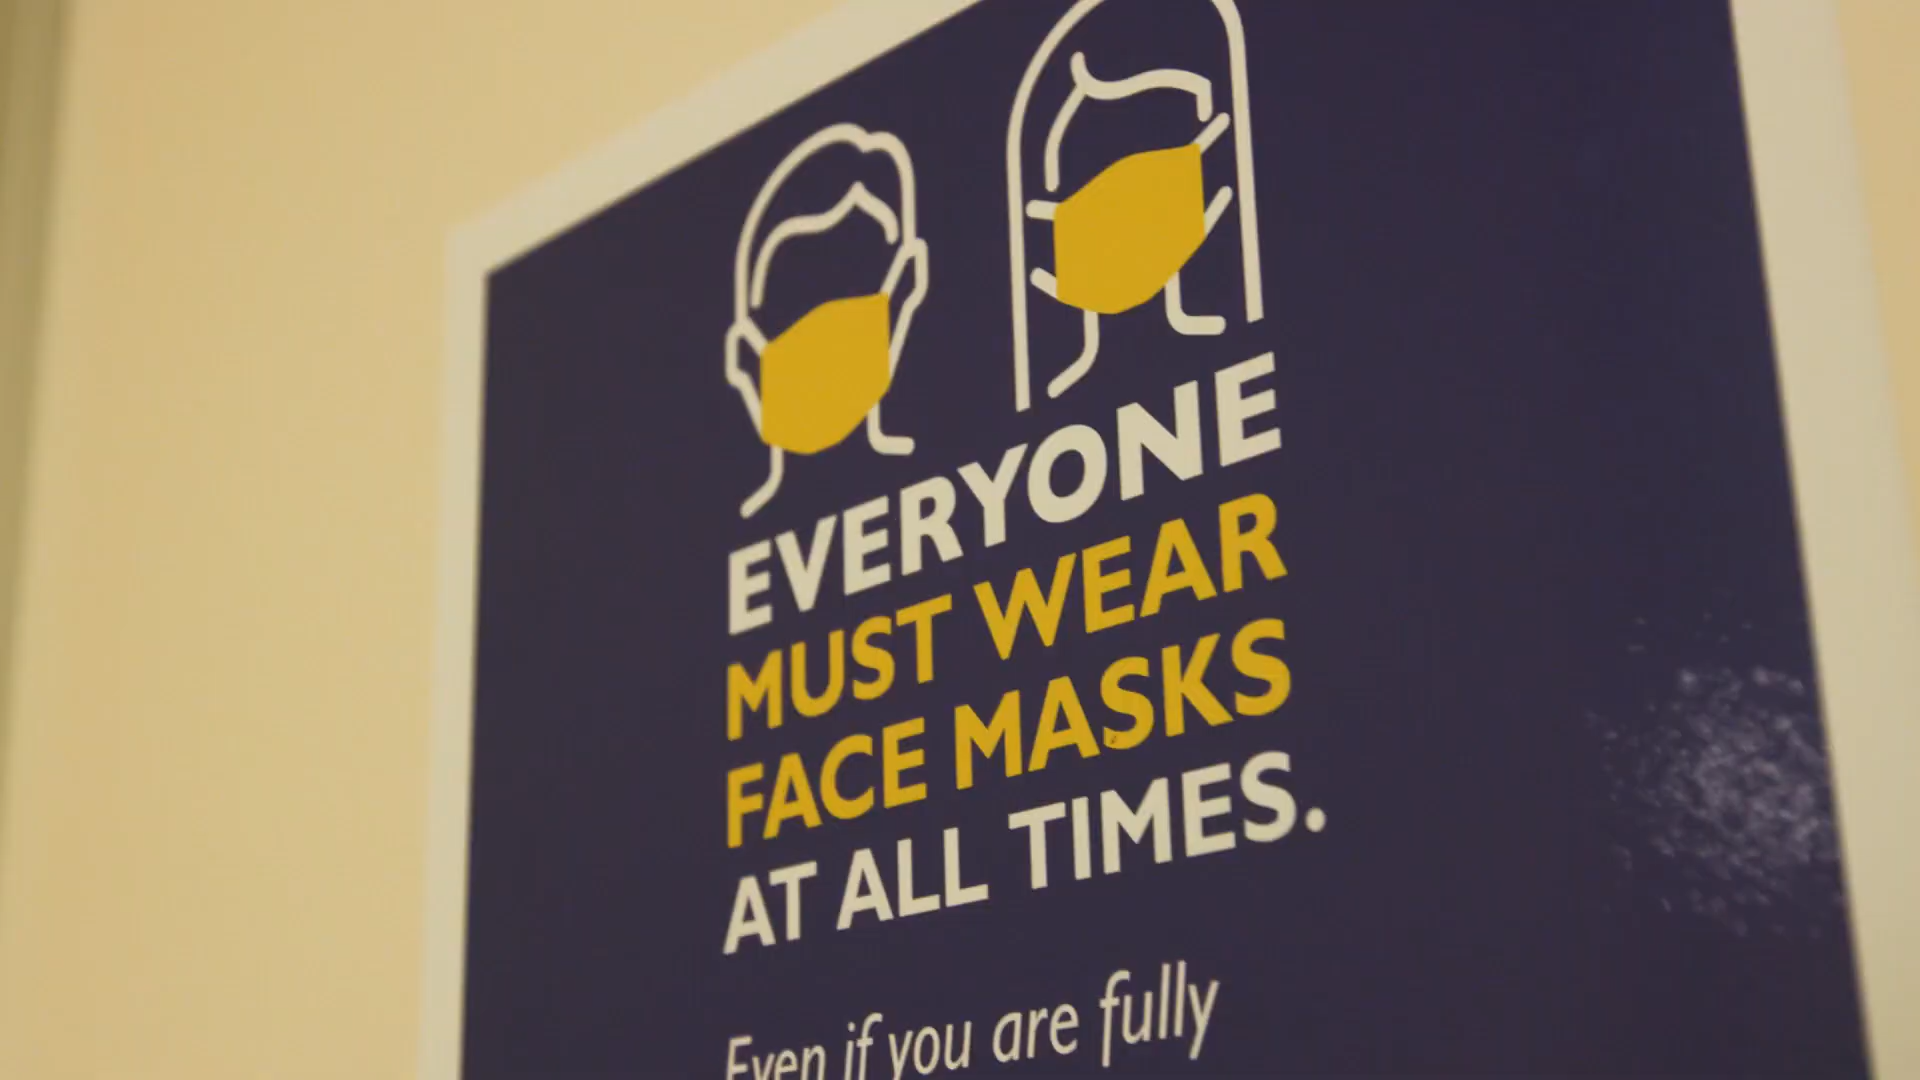 EVERYONE
MUST WEAR
FACE MASKS
AT ALL TIMES.
Even if you are fully